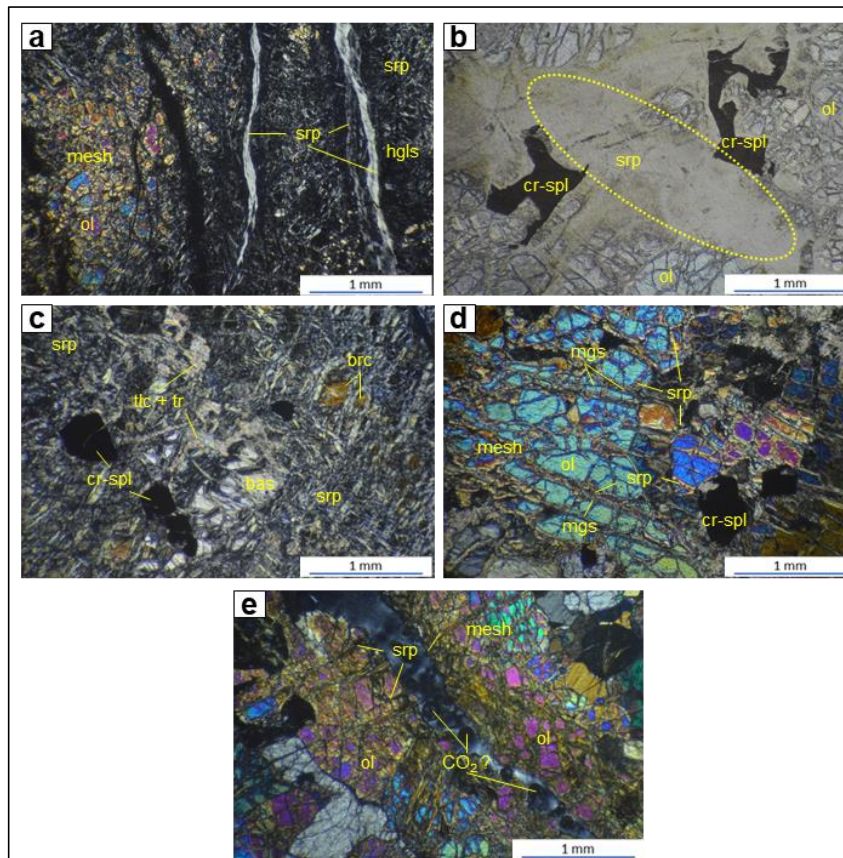 a
srp
srp
mesh
hgls
ol
1 mm
b
ol
cr-spl
srp
cr-spl
ol
1 mm
c
srp
brc
tlc + tr
cr-spl
bas
srp
1 mm
d
mgs
srp
mesh
ol
srp
cr-spl
mgs
1 mm
e
mesh
srp
ol
ol
CO₂ ?
1 mm